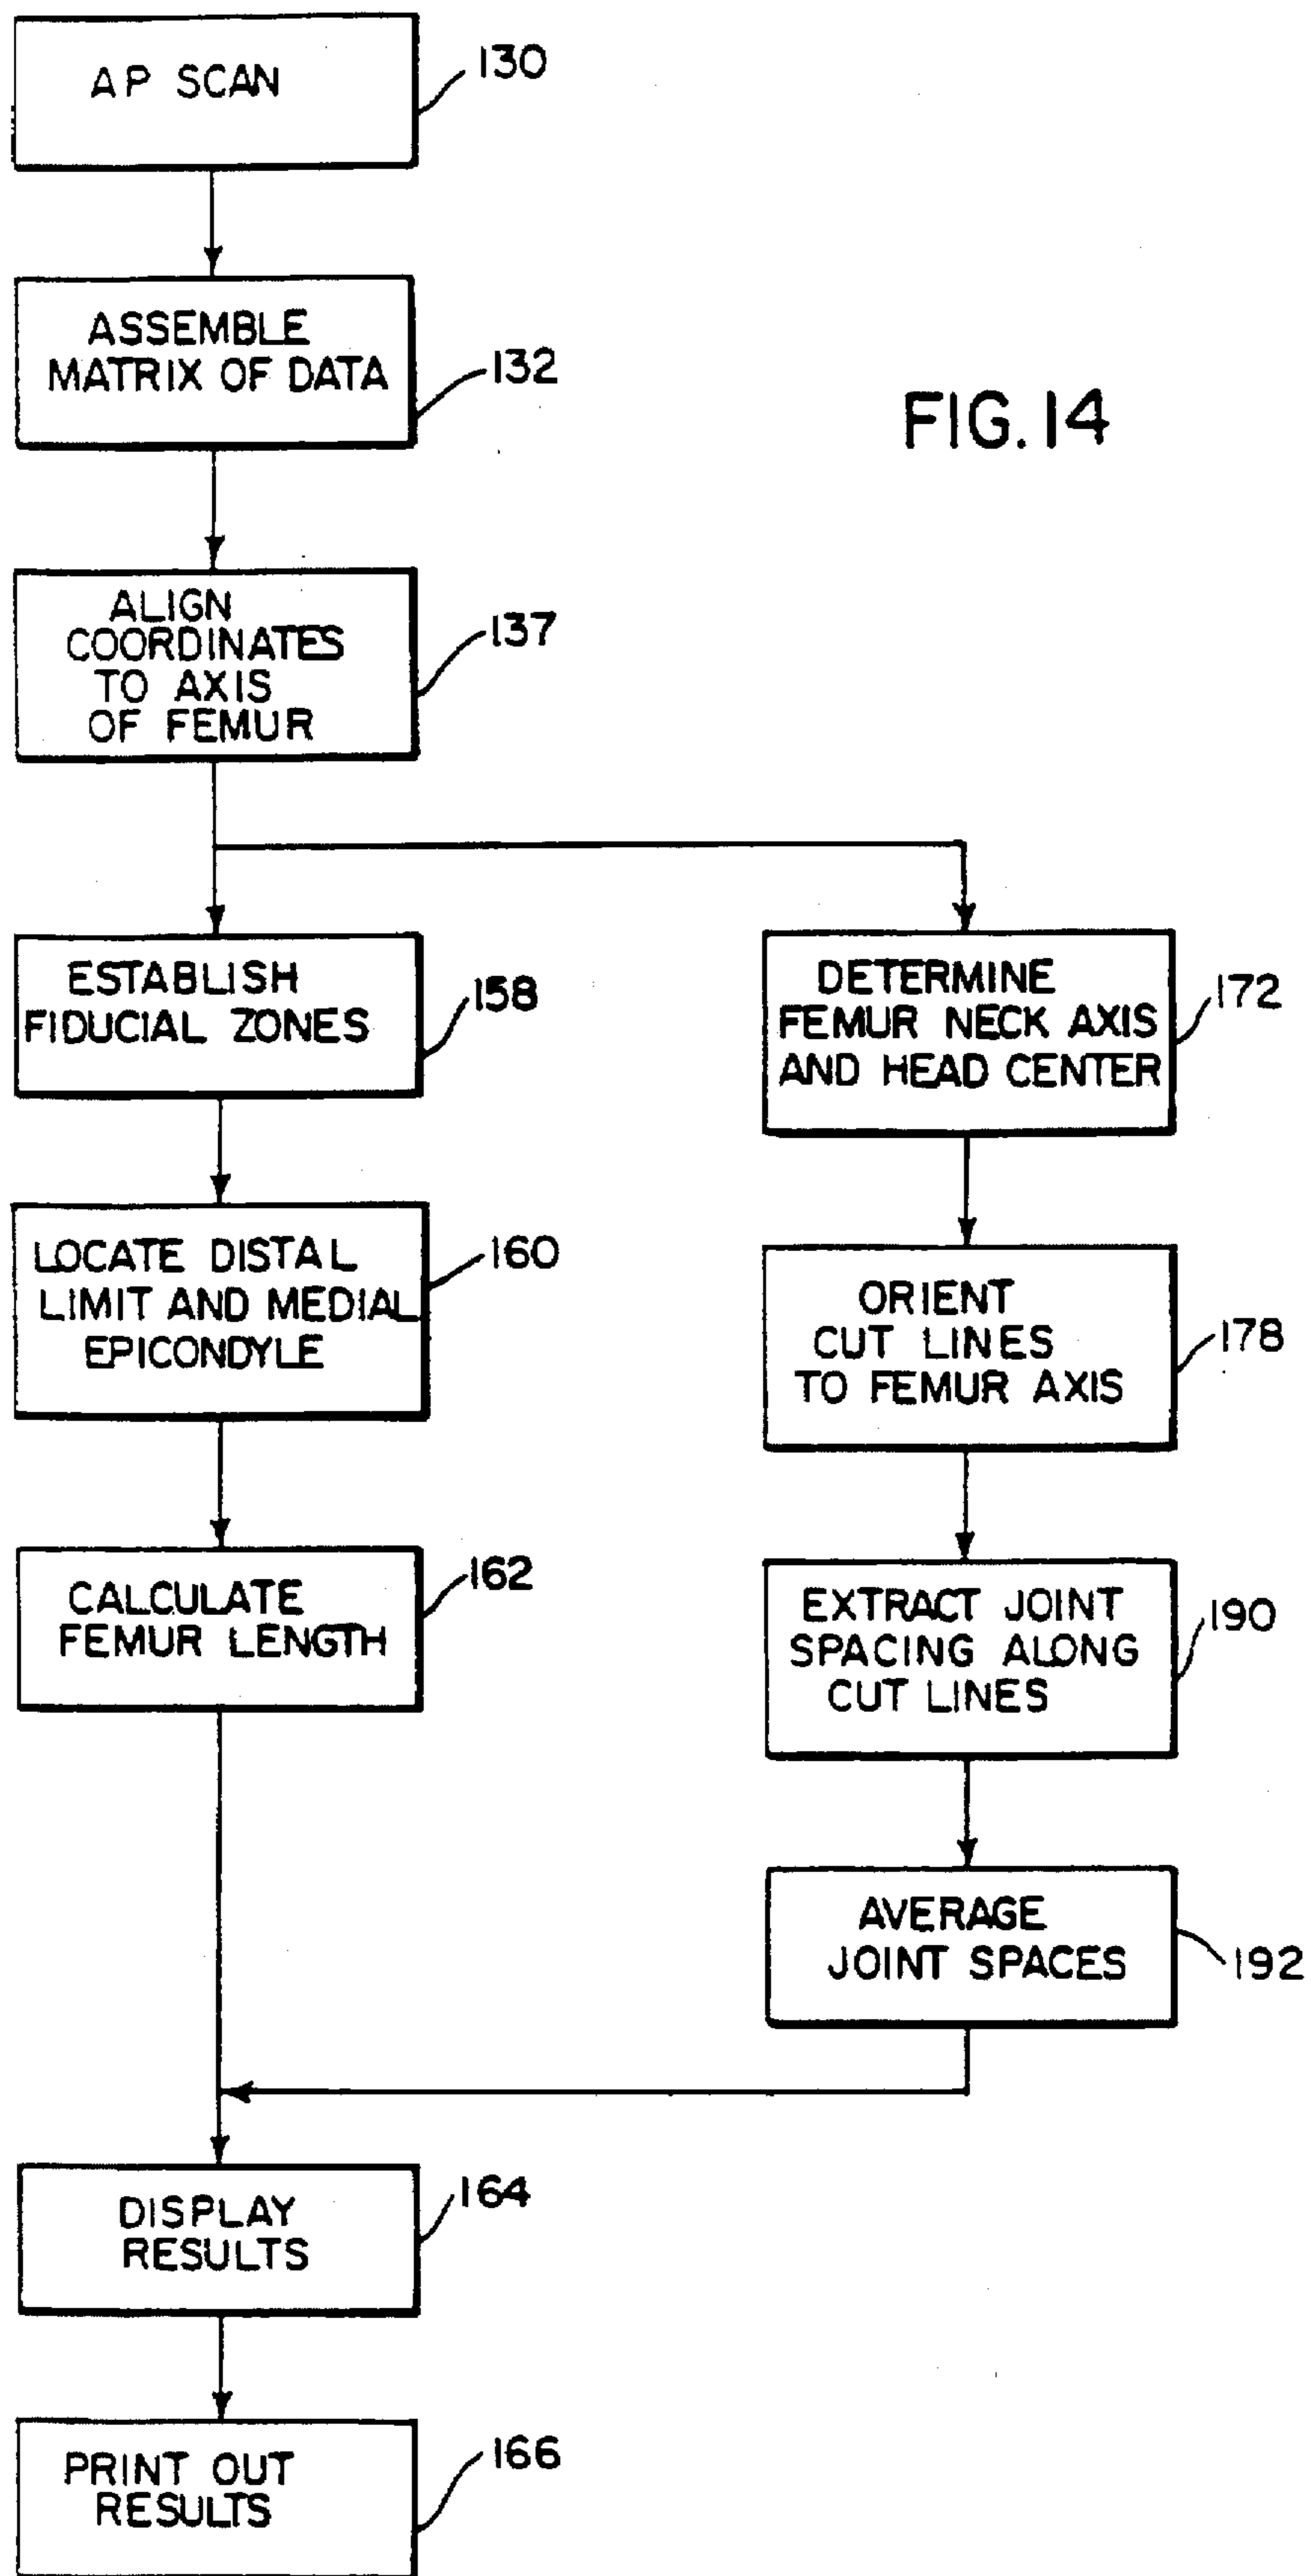 AP SCAN
130
ASSEMBLE
MATRIX OF DATA
132
FIG. 14
ALIGN
COORDINATES
TO AXIS
OF FEMUR
137
ESTABLISH
FIDUCIAL ZONES
158
DETERMINE
FEMUR NECK AXIS
AND HEAD CENTER
172
LOCATE DISTAL
LIMIT AND MEDIAL
EPICONDYLE
160
ORIENT
CUT LINES
TO FEMUR AXIS
178
CALCULATE
FEMUR LENGTH
162
EXTRACT JOINT
SPACING ALONG
CUT LINES
190
AVERAGE
JOINT SPACES
192
DISPLAY
RESULTS
164
PRINT OUT
RESULTS
166